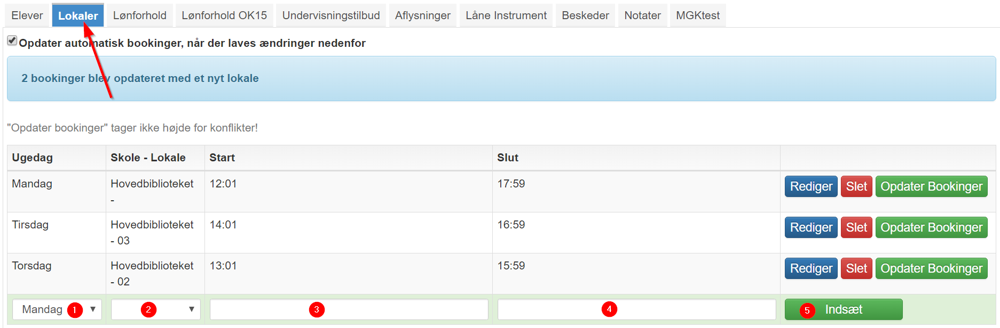 Elever Lokaler Lønforhold Lønforhold OK15 Undervisningstilbud Aflysninger Låne Instrument Beskeder Notater MGKtest
Opdater automatisk bookinger, når der laves ændringer nedenfor
2 bookinger blev opdateret med et nyt lokale
"Opdater bookinger" tager ikke højde for konflikter!
Ugedag Skole - Lokale Start Slut
Mandag Hovedbiblioteket 12:01 17:59 Rediger Slet Opdater Bookinger
-
Tirsdag Hovedbiblioteket 14:01 16:59 Rediger Slet Opdater Bookinger
- 03
Torsdag Hovedbiblioteket 13:01 15:59 Rediger Slet Opdater Bookinger
- 02
Mandag 1 2 3 4 5 Indsæt